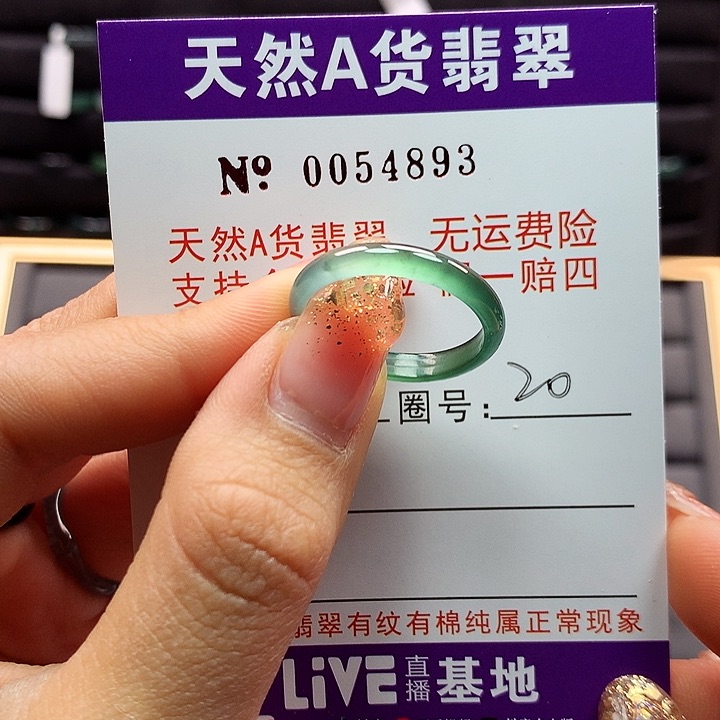 天然A货翡翠
Nº 0054893
天然A货翡翠 无运费险
支持 一赔四
圈号: 20
翡翠有纹有棉纯属正常现象
LiVE 直播 基地